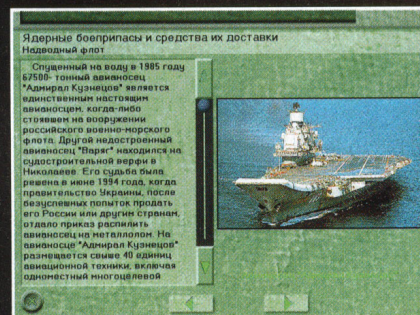 Ядерные боеприпасы и средства их доставки
Надводный флот
Спущенный на воду в 1985 году
67500- тонный авианосец
"Адмирал Кузнецов" является
единственным настоящим
авианосцем, когда-либо
стоявшем на вооружении
российского военно-морского
флота. Другой недостроенный
авианосец "Варяг" находился на
судостроительной верфи в
Николаеве. Его судьба была
решена в июне 1994 года, когда
правительство Украины, после
безуспешных попыток продать
его России или другим странам,
отдало приказ распилить
авианосец на металлолом. На
авианосце "Адмирал Кузнецов"
размещается свыше 40 единиц
авиационной техники, включая
одноместный многоцелевой